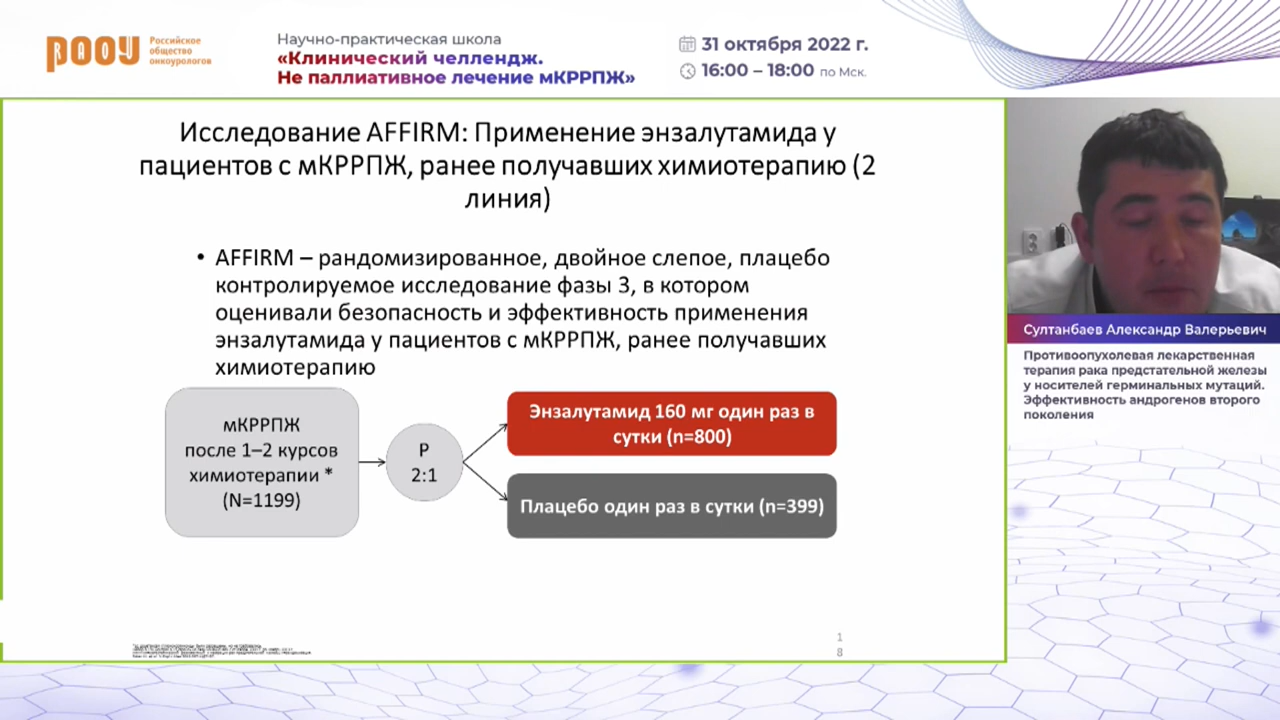 РАОУ
Российское
общество
онкоурологов
Научно-практическая школа
«Клинический челлендж.
Не паллиативное лечение мКРРПЖ»
31 октября 2022 г.
16:00 – 18:00 по Мск.
Исследование AFFIRM: Применение энзалутамида у
пациентов с мКРРПЖ, ранее получавших химиотерапию (2
линия)
• AFFIRM – рандомизированное, двойное слепое, плацебо
контролируемое исследование фазы 3, в котором
оценивали безопасность и эффективность применения
энзалутамида у пациентов с мКРРПЖ, ранее получавших
химиотерапию
мКРРПЖ
после 1–2 курсов
химиотерапии *
(N=1199)
Р
2:1
Энзалутамид 160 мг один раз в
сутки (n=800)
Плацебо один раз в сутки (n=399)
1
8
Султанбаев Александр Валерьевич
Противоопухолевая лекарственная
терапия рака предстательной железы
у носителей герминальных мутаций.
Эффективность андрогенов второго
поколения